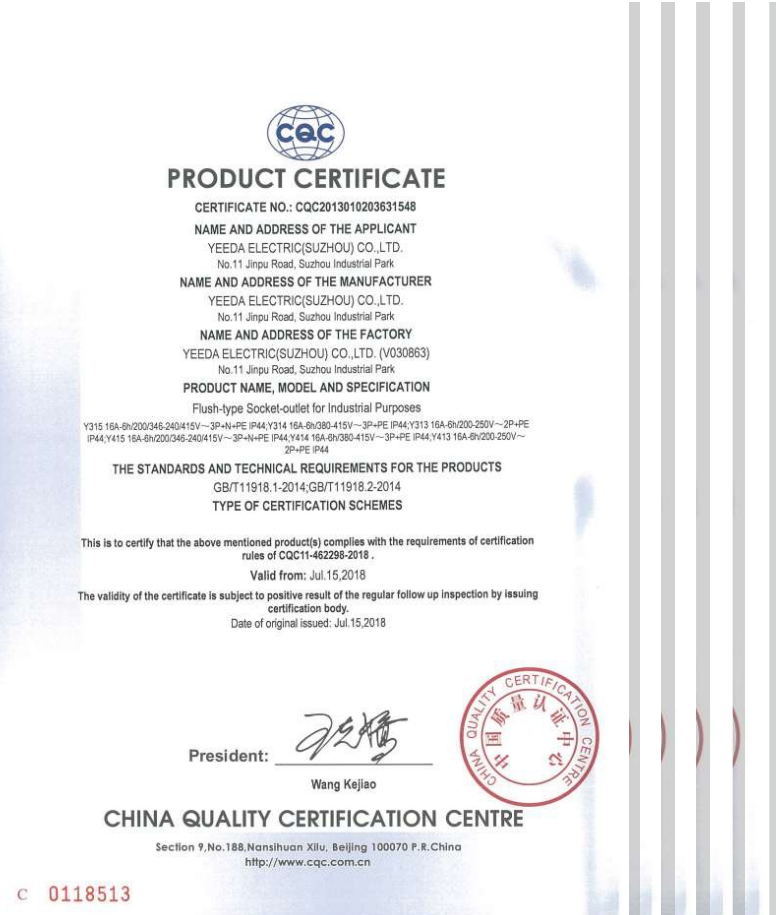 CQC
PRODUCT CERTIFICATE
CERTIFICATE NO.: CQC2013010203631548
NAME AND ADDRESS OF THE APPLICANT
YEEDA ELECTRIC(SUZHOU) CO.,LTD.
No.11 Jinpu Road, Suzhou Industrial Park
NAME AND ADDRESS OF THE MANUFACTURER
YEEDA ELECTRIC(SUZHOU) CO.,LTD.
No.11 Jinpu Road, Suzhou Industrial Park
NAME AND ADDRESS OF THE FACTORY
YEEDA ELECTRIC(SUZHOU) CO.,LTD. (V030863)
No.11 Jinpu Road, Suzhou Industrial Park
PRODUCT NAME, MODEL AND SPECIFICATION
Flush-type Socket-outlet for Industrial Purposes
Y315 16A-6h/200/346-240/415V～3P+N+PE IP44;Y314 16A-6h/380-415V～3P+PE IP44;Y313 16A-6h/200-250V～2P+PE
IP44;Y415 16A-6h/200/346-240/415V～3P+N+PE IP44;Y414 16A-6h/380-415V～3P+PE IP44;Y413 16A-6h/200-250V～
2P+PE IP44
THE STANDARDS AND TECHNICAL REQUIREMENTS FOR THE PRODUCTS
GB/T11918.1-2014;GB/T11918.2-2014
TYPE OF CERTIFICATION SCHEMES
This is to certify that the above mentioned product(s) complies with the requirements of certification
rules of CQC11-462298-2018 .
Valid from: Jul.15,2018
The validity of the certificate is subject to positive result of the regular follow up inspection by issuing
certification body.
Date of original issued: Jul.15,2018
CHINA QUALITY CERTIFICATION CENTRE
中国质量认证中心
President:
Wang Kejiao
CHINA QUALITY CERTIFICATION CENTRE
Section 9,No.188,Nansihuan Xilu, Beijing 100070 P.R.China
http://www.cqc.com.cn
C 0118513